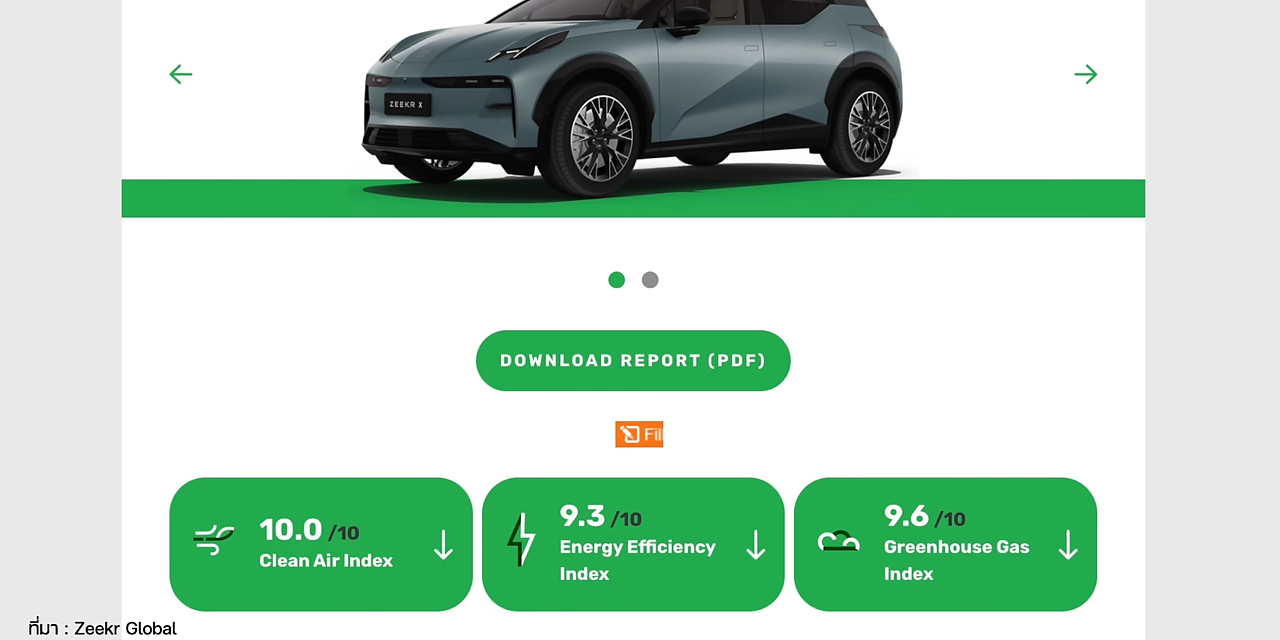 ZEEKR X
DOWNLOAD REPORT (PDF)
Fill
10.0 /10
Clean Air Index
9.3 /10
Energy Efficiency
Index
9.6 /10
Greenhouse Gas
Index
ที่มา : Zeekr Global